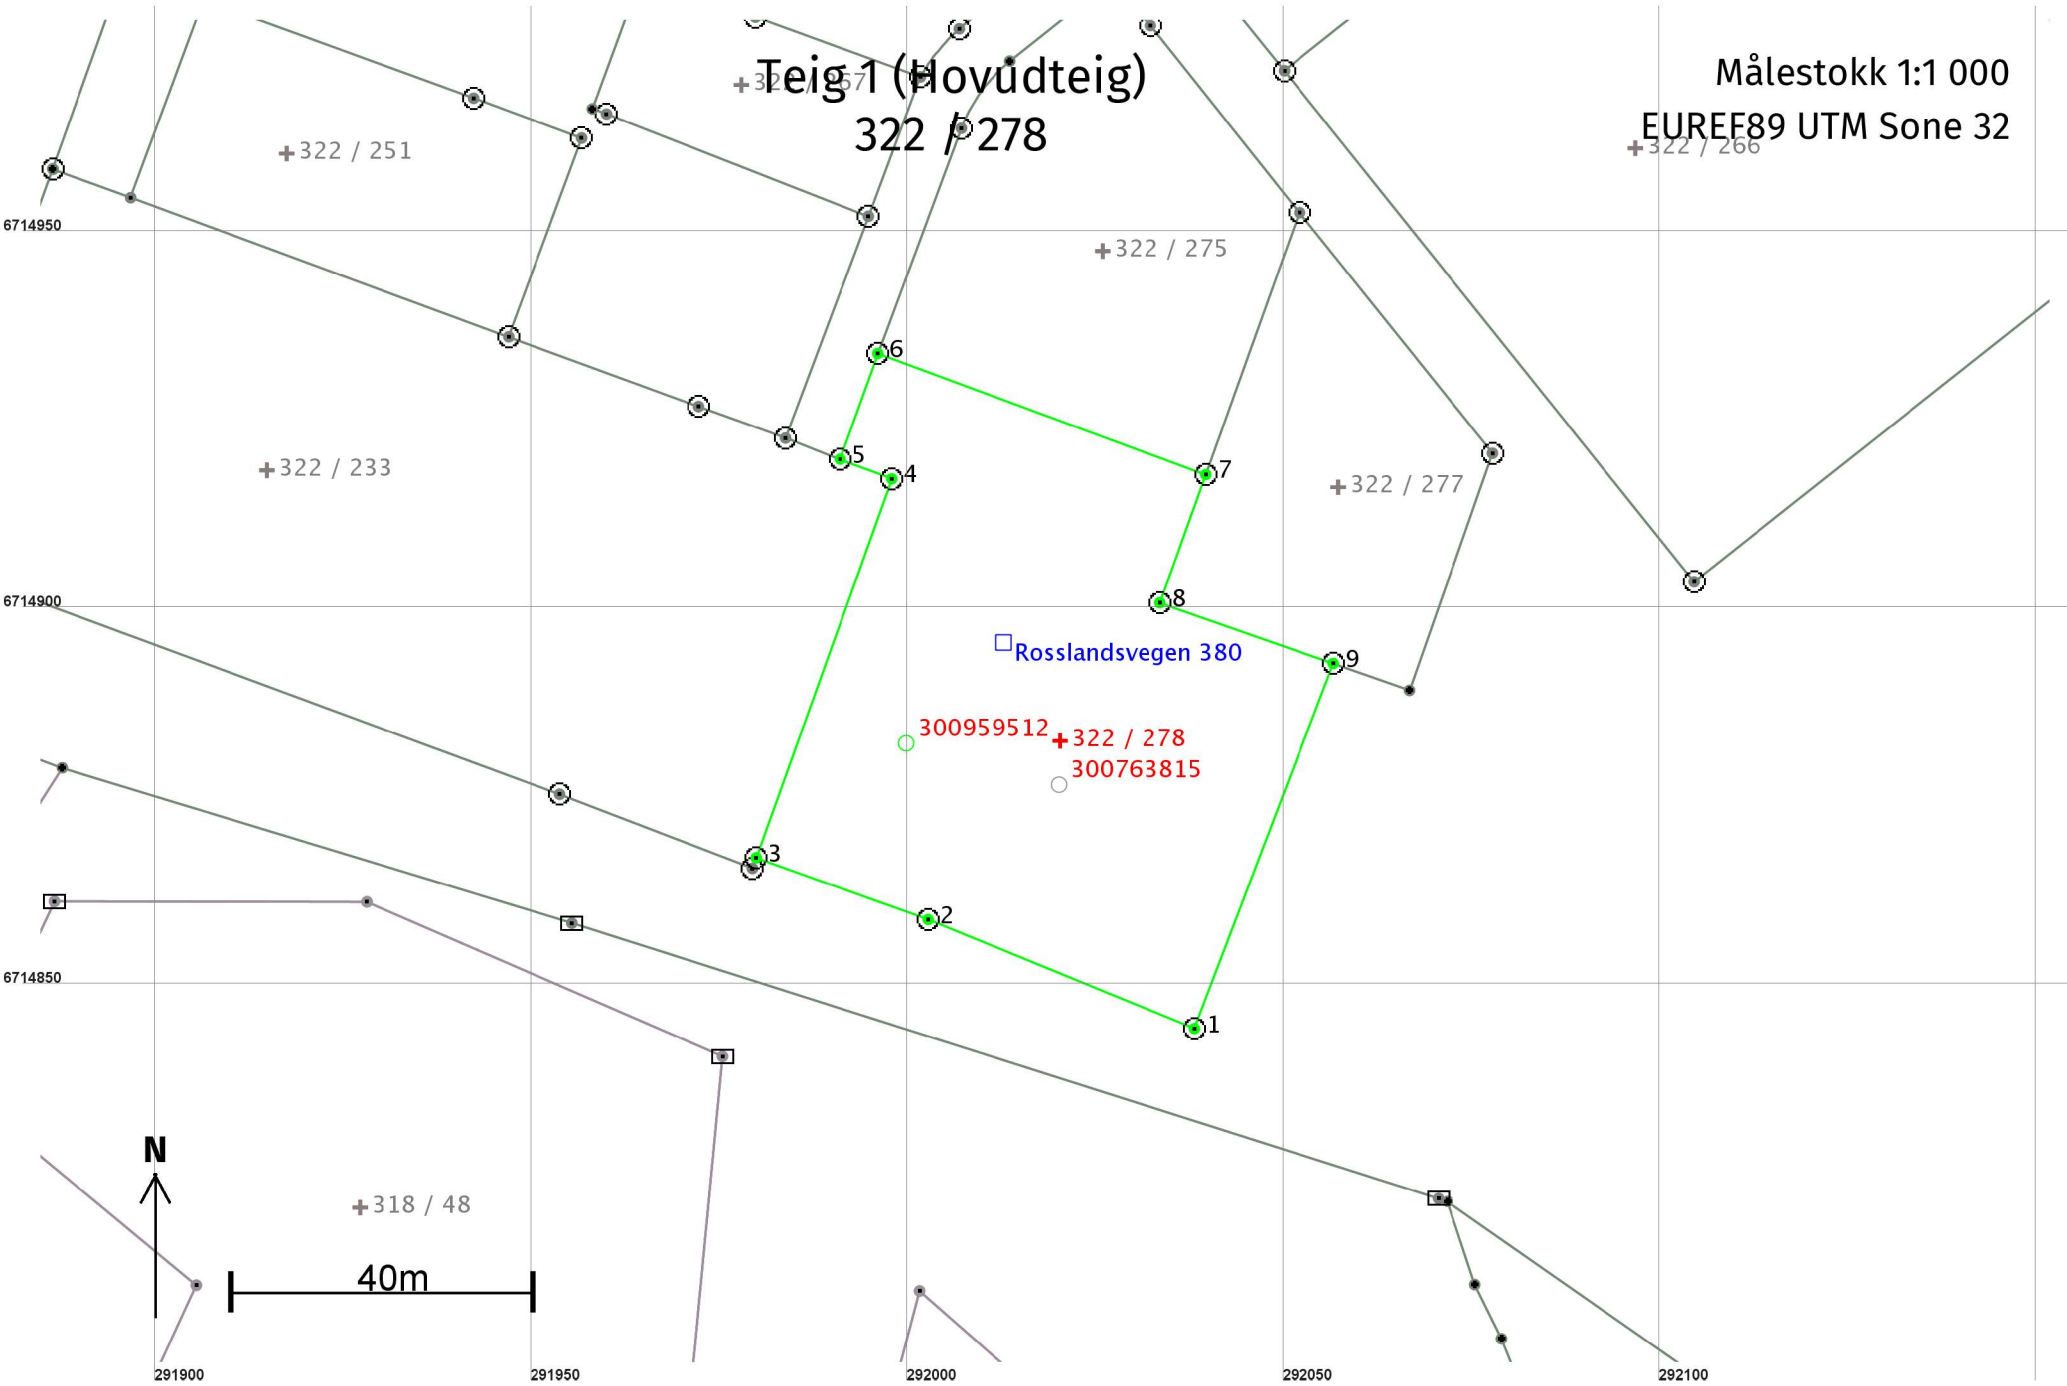 Teig 1 (Hovudteig)
322 / 278
Målestokk 1:1 000
EUREF89 UTM Sone 32
322 / 267
322 / 251
322 / 266
6714950
322 / 275
6
5
4
7
322 / 233
322 / 277
6714900
8
Rosslandsvegen 380
9
300959512
322 / 278
300763815
3
2
6714850
1
N
318 / 48
40m
291900
291950
292000
292050
292100